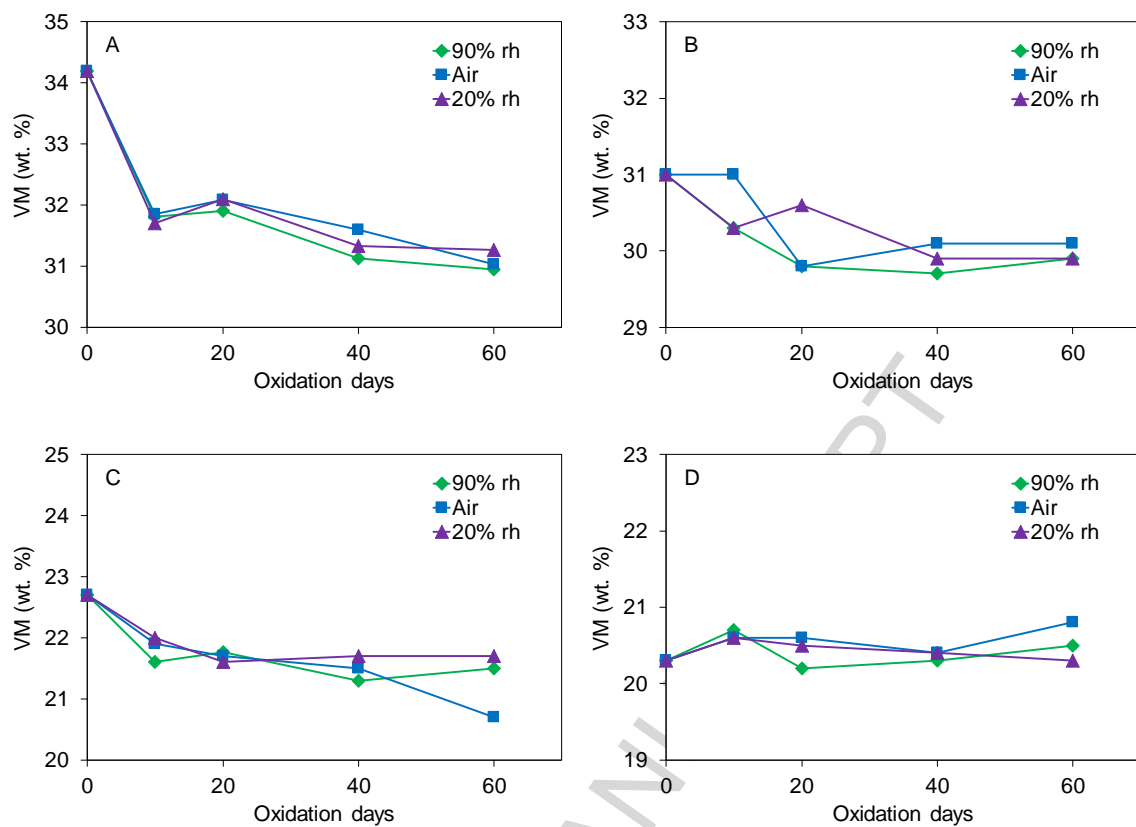 A
90% rh
Air
20% rh
35
34
33
32
31
30
VM (wt. %)
0 20 40 60
Oxidation days
B
90% rh
Air
20% rh
33
32
31
30
29
VM (wt. %)
0 20 40 60
Oxidation days
C
90% rh
Air
20% rh
25
24
23
22
21
20
VM (wt. %)
0 20 40 60
Oxidation days
D
90% rh
Air
20% rh
23
22
21
20
19
VM (wt. %)
0 20 40 60
Oxidation days